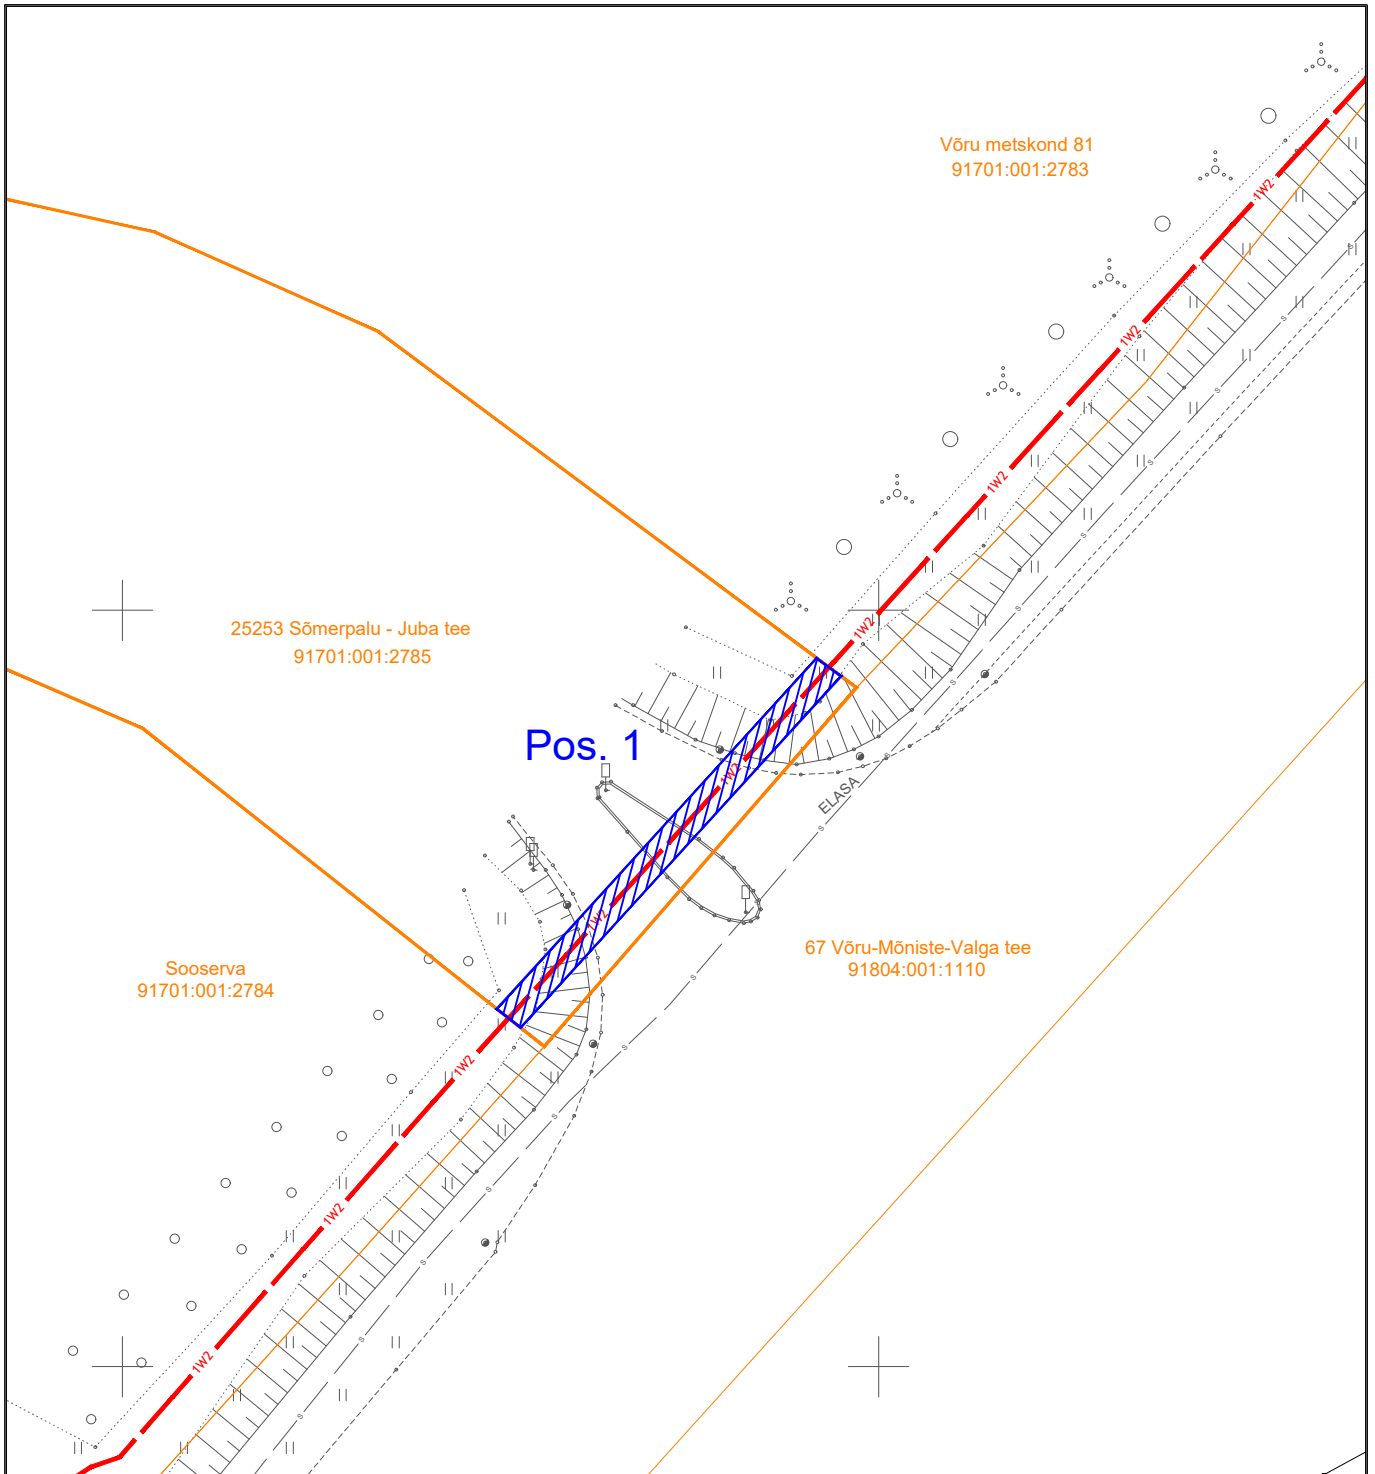 Võru metskond 81
91701:001:2783
1W2
1W2
1W2
25253 Sõmerpalu - Juba tee
91701:001:2785
1W2
Pos. 1
1W2
ELASA
1W2
67 Võru-Mõniste-Valga tee
91804:001:1110
Sooserva
91701:001:2784
1W2
1W2
1W2